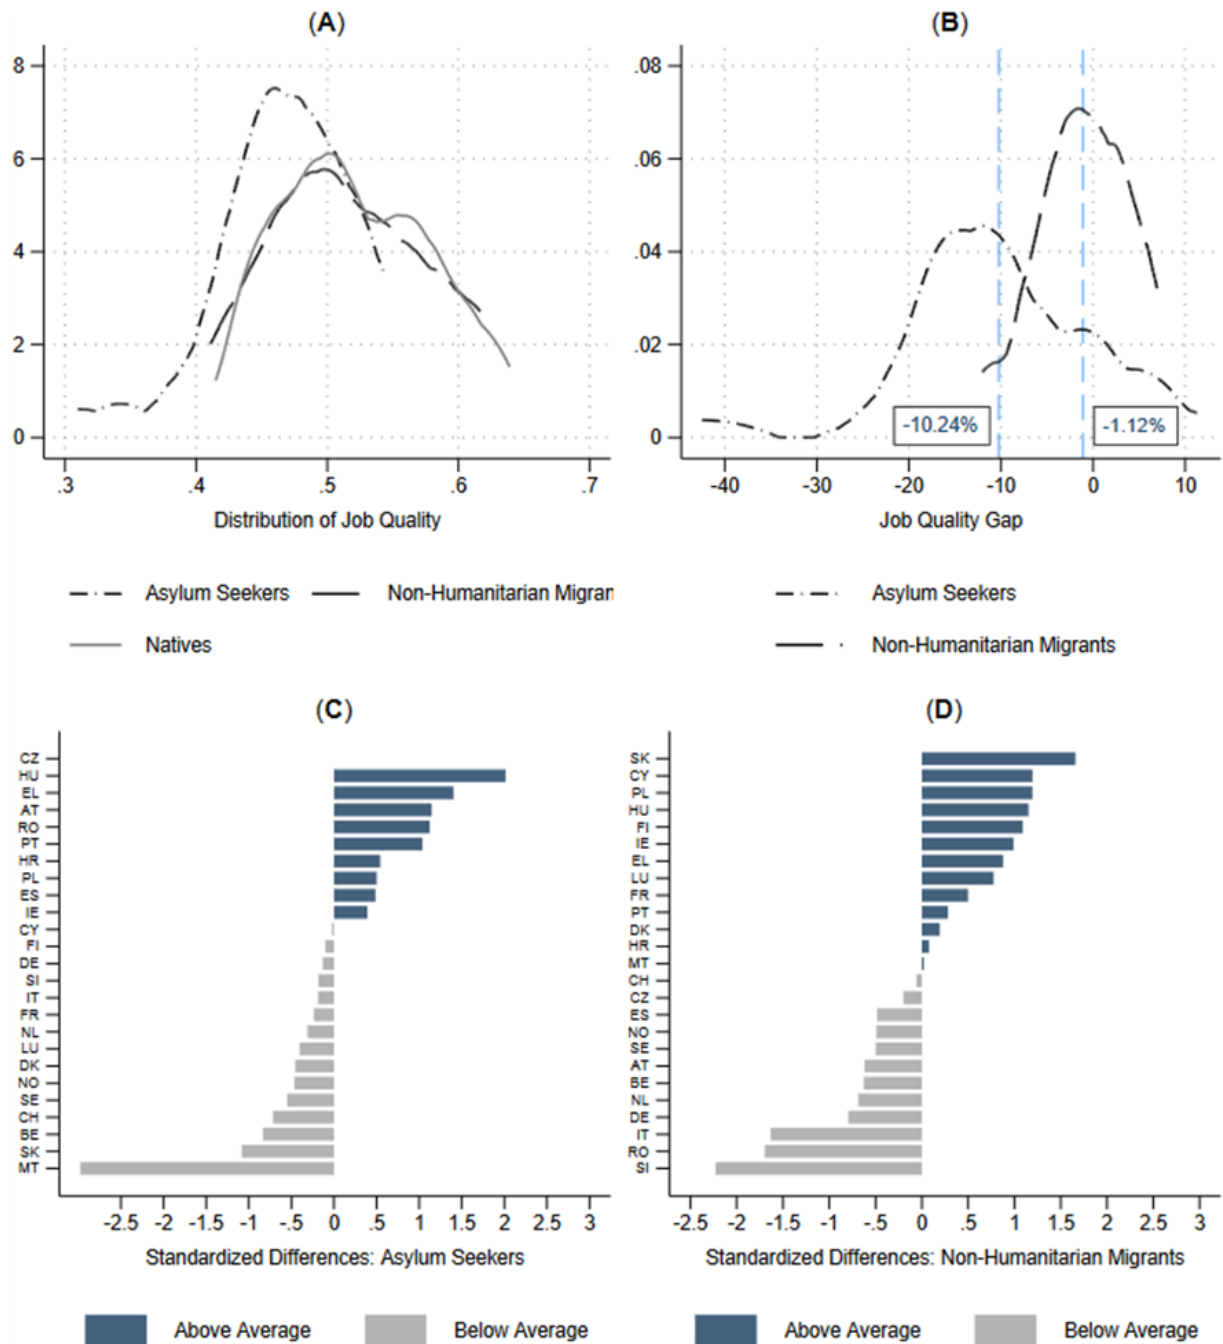 (A)
8
6
4
2
0
.3 .4 .5 .6 .7
Distribution of Job Quality
Asylum Seekers Non-Humanitarian Migran
Natives
(B)
.08
.06
.04
.02
0
-10.24% -1.12%
-40 -30 -20 -10 0 10
Job Quality Gap
Asylum Seekers
Non-Humanitarian Migrants
(C)
CZ
HU
EL
AT
RO
PT
HR
PL
ES
IE
CY
FI
DE
SI
IT
FR
NL
LU
DK
NO
SE
CH
BE
SK
MT
-2.5 -2 -1.5 -1 -.5 0 .5 1 1.5 2 2.5 3
Standardized Differences: Asylum Seekers
Above Average Below Average
(D)
SK
CY
PL
HU
FI
IE
EL
LU
FR
PT
DK
HR
MT
CH
CZ
ES
NO
SE
AT
BE
NL
DE
IT
RO
SI
-2.5 -2 -1.5 -1 -.5 0 .5 1 1.5 2 2.5 3
Standardized Differences: Non-Humanitarian Migrants
Above Average Below Average